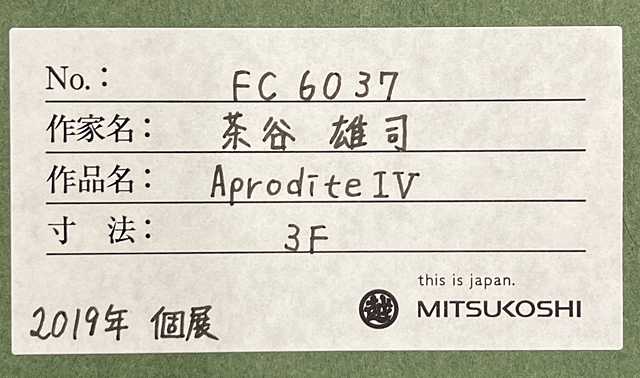 No.: FC 6037
作家名: 茶谷 雄司
作品名: Aprodite IV
寸 法: 3F
this is japan.
越 MITSUKOSHI
2019年 個展